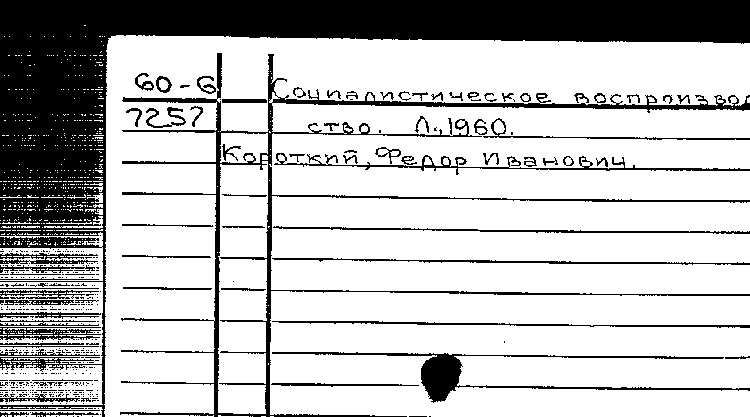 60-6 Социалистическое воспроизвод
7257 ство. Л., 1960.
Короткий, Федор Иванович.